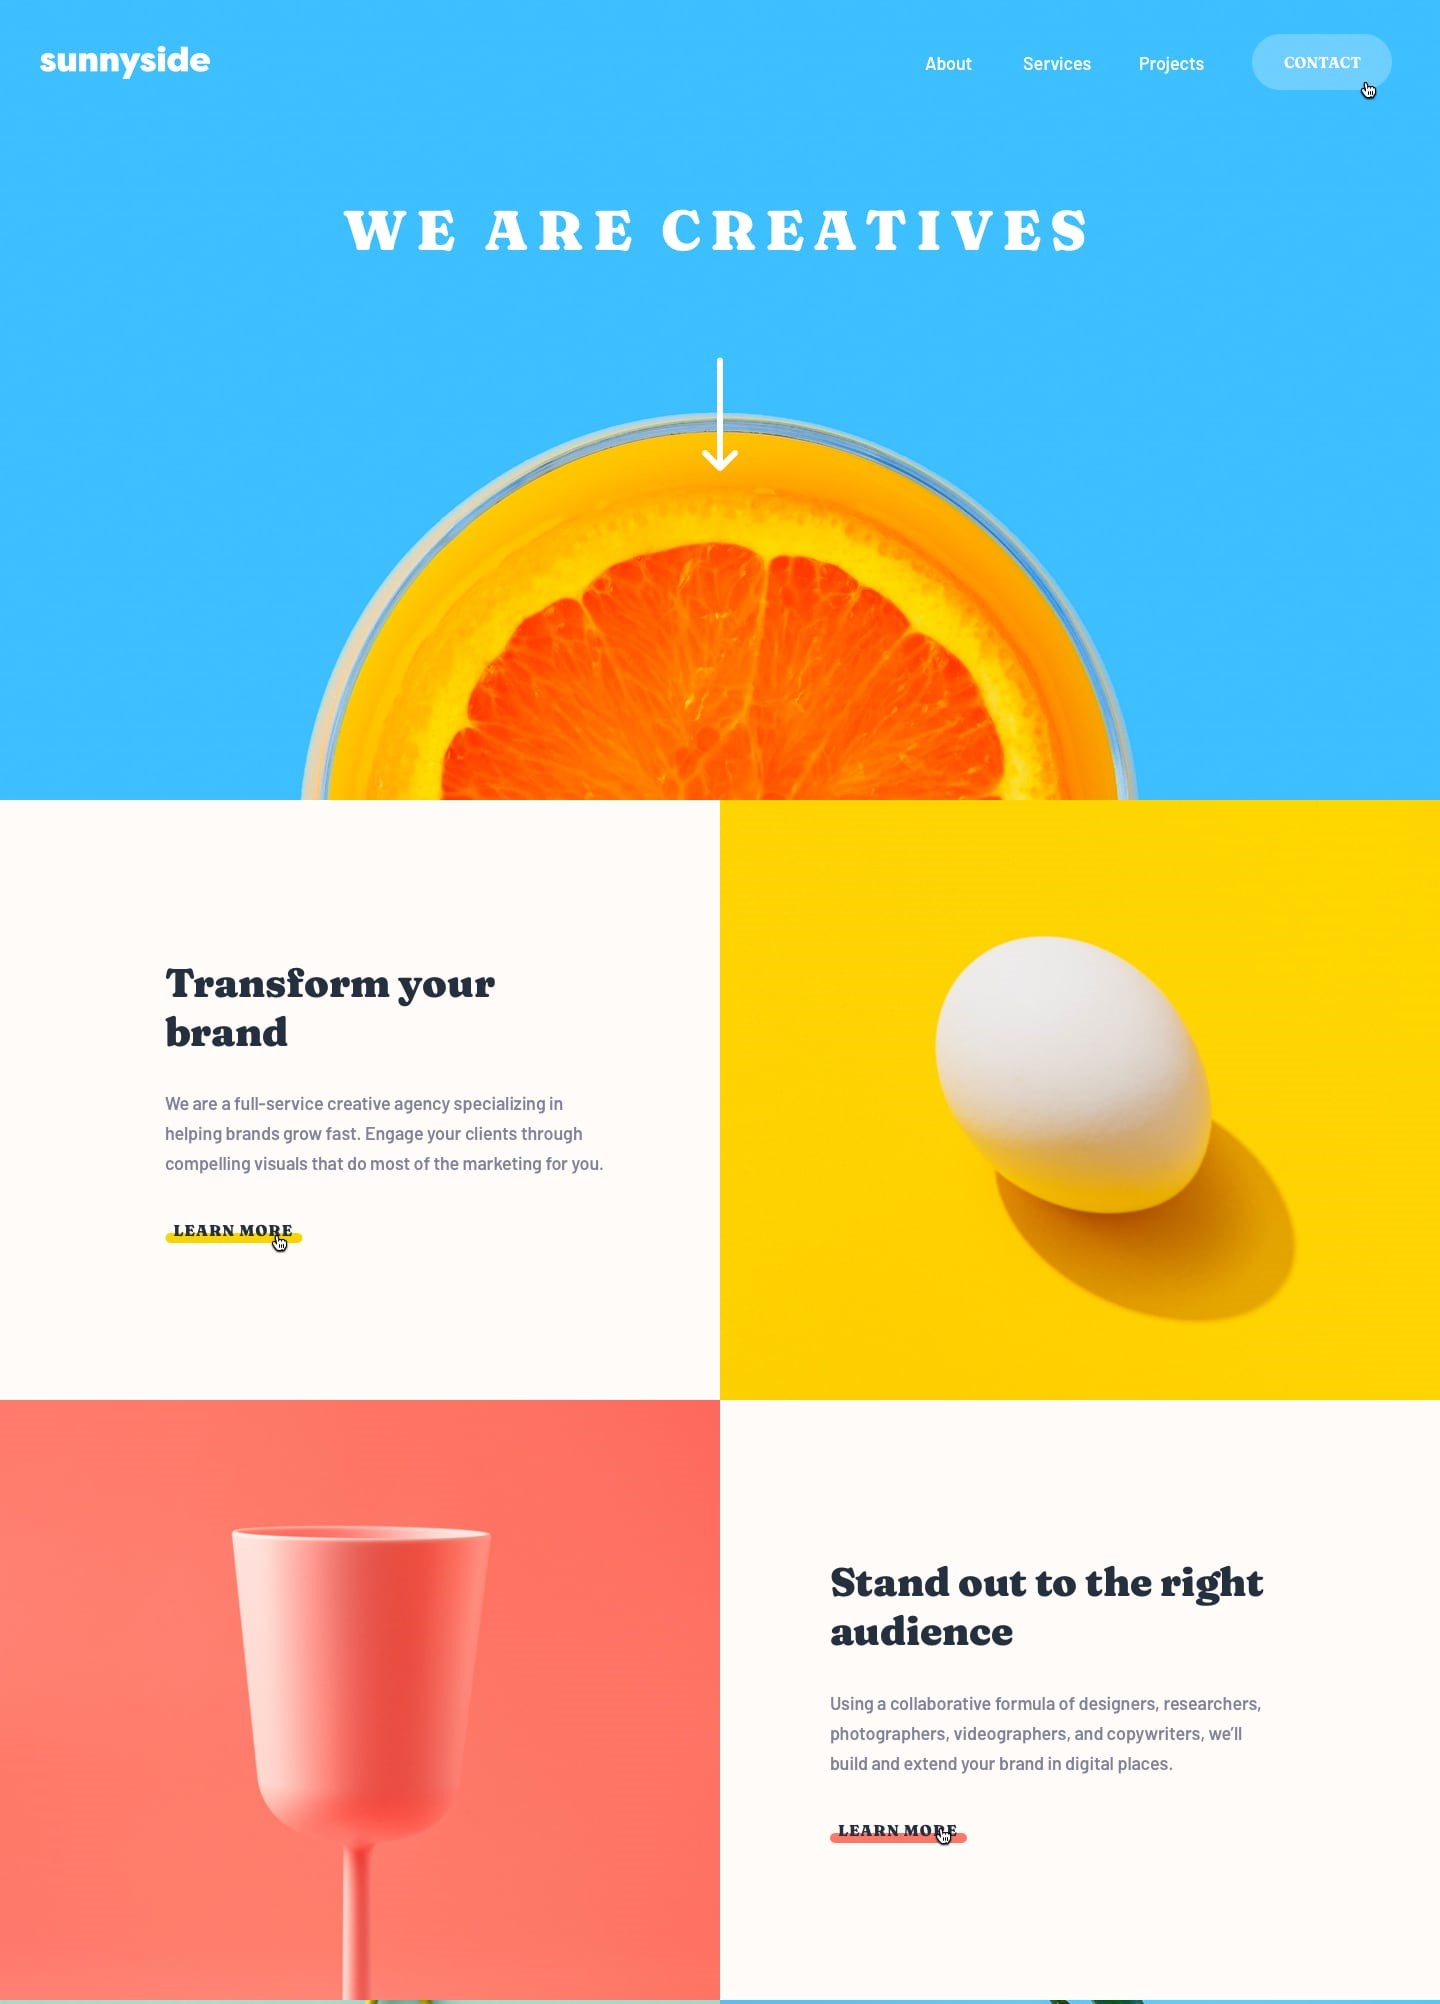 sunnyside
About Services Projects CONTACT
WE ARE CREATIVES
Transform your
brand
We are a full-service creative agency specializing in
helping brands grow fast. Engage your clients through
compelling visuals that do most of the marketing for you.
LEARN MORE
Stand out to the right
audience
Using a collaborative formula of designers, researchers,
photographers, videographers, and copywriters, we’ll
build and extend your brand in digital places.
LEARN MORE